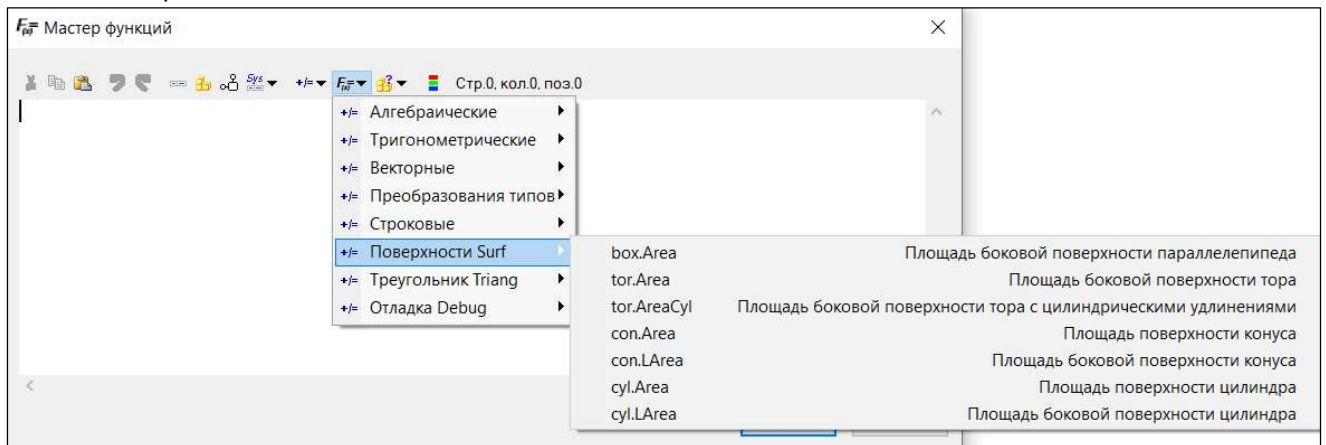 Мастер функций
Sys +/= F= Стр.0, кол.0, поз.0
+/= Алгебраические
+/= Тригонометрические
+/= Векторные
+/= Преобразования типов
+/= Строковые
+/= Поверхности Surf
+/= Треугольник Triang
+/= Отладка Debug
box.Area Площадь боковой поверхности параллелепипеда
tor.Area Площадь боковой поверхности тора
tor.AreaCyl Площадь боковой поверхности тора с цилиндрическими удлинениями
con.Area Площадь поверхности конуса
con.LArea Площадь боковой поверхности конуса
cyl.Area Площадь поверхности цилиндра
cyl.LArea Площадь боковой поверхности цилиндра